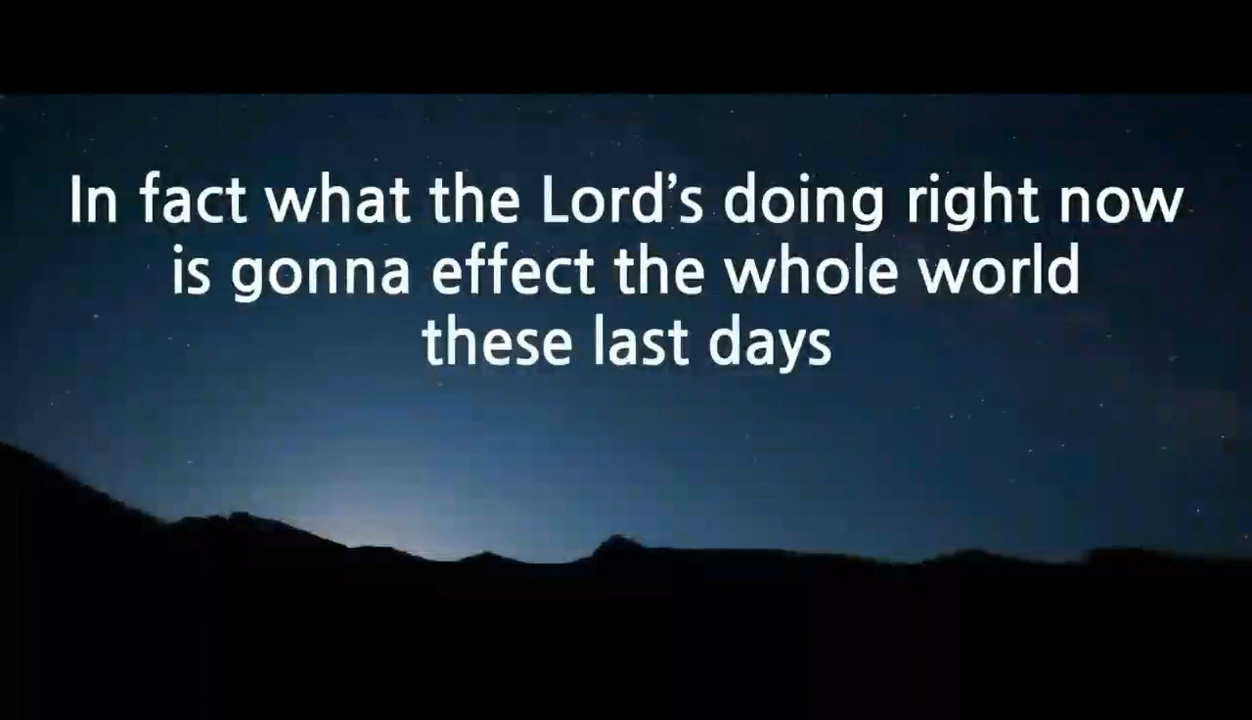 In fact what the Lord’s doing right now
is gonna effect the whole world
these last days